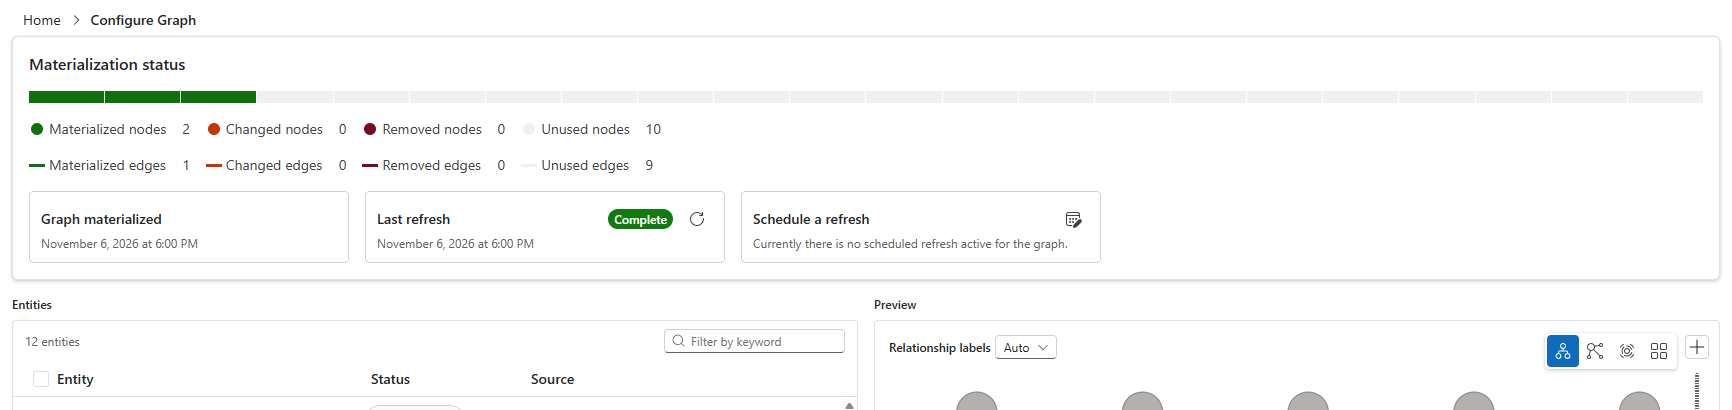 Home > Configure Graph
Materialization status
Materialized nodes 2 Changed nodes 0 Removed nodes 0 Unused nodes 10
Materialized edges 1 Changed edges 0 Removed edges 0 Unused edges 9
Graph materialized
November 6, 2026 at 6:00 PM
Last refresh Complete
November 6, 2026 at 6:00 PM
Schedule a refresh
Currently there is no scheduled refresh active for the graph.
Entities
12 entities Filter by keyword
Entity Status Source
Preview
Relationship labels Auto